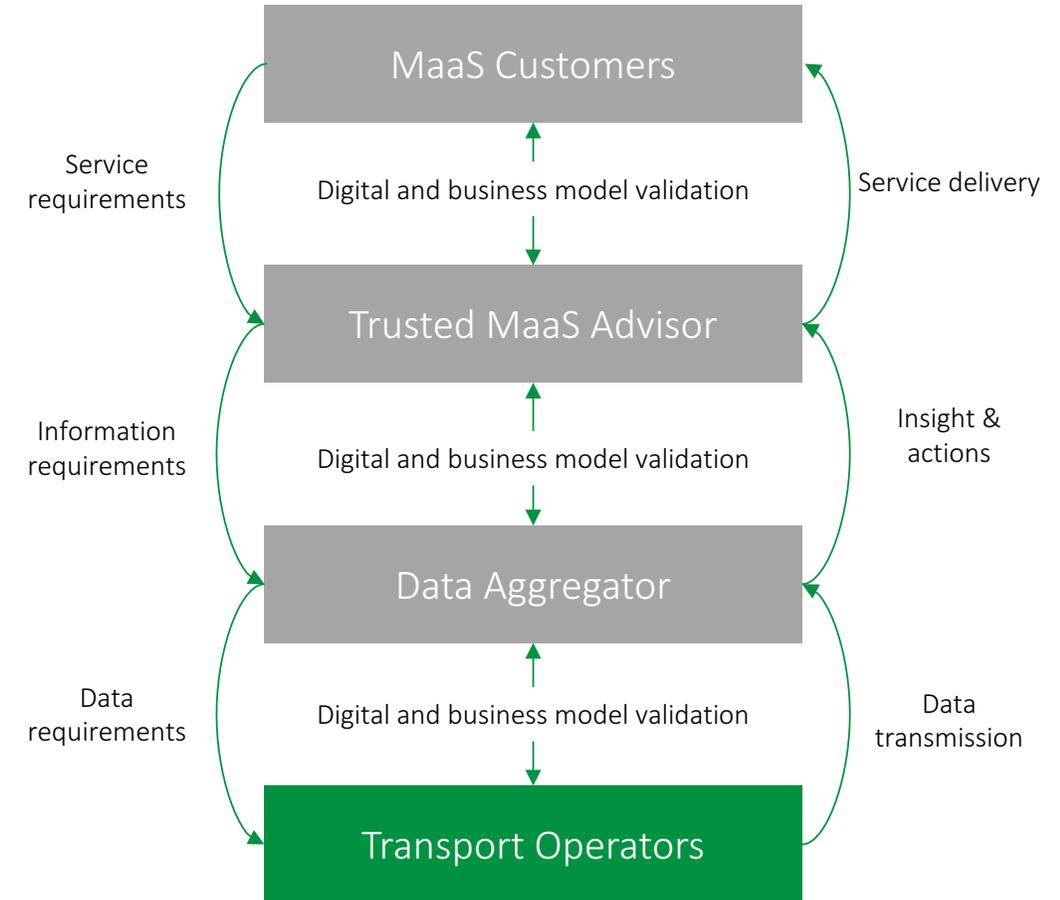 MaaS Customers
Service
requirements
Digital and business model validation
Service delivery
Trusted MaaS Advisor
Information
requirements
Digital and business model validation
Insight &
actions
Data Aggregator
Data
requirements
Digital and business model validation
Data
transmission
Transport Operators